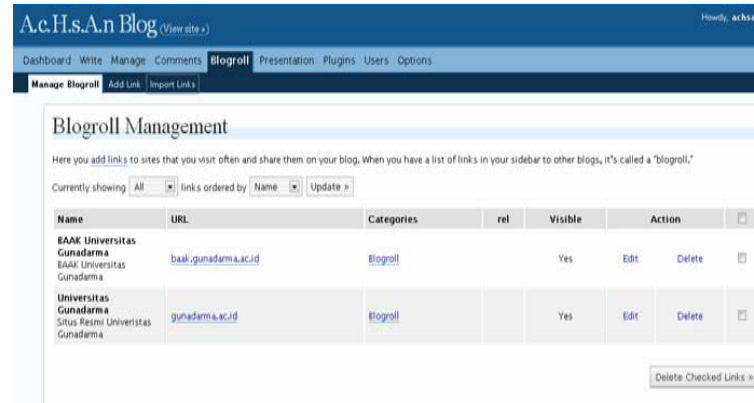 A.c.H.s.A.n Blog (View site »)
Howdy, achsa
Dashboard Write Manage Comments Blogroll Presentation Plugins Users Options
Manage Blogroll Add Link Import Links
Blogroll Management
Here you add links to sites that you visit often and share them on your blog. When you have a list of links in your sidebar to other blogs, it's called a "blogroll."
Currently showing All links ordered by Name Update »
Name URL Categories rel Visible Action
BAAK Universitas
Gunadarma
BAAK Universitas
Gunadarma
baak.gunadarma.ac.id Blogroll Yes Edit Delete
Universitas
Gunadarma
Situs Resmi Univeristas
Gunadarma
gunadarma.ac.id Blogroll Yes Edit Delete
Delete Checked Links »